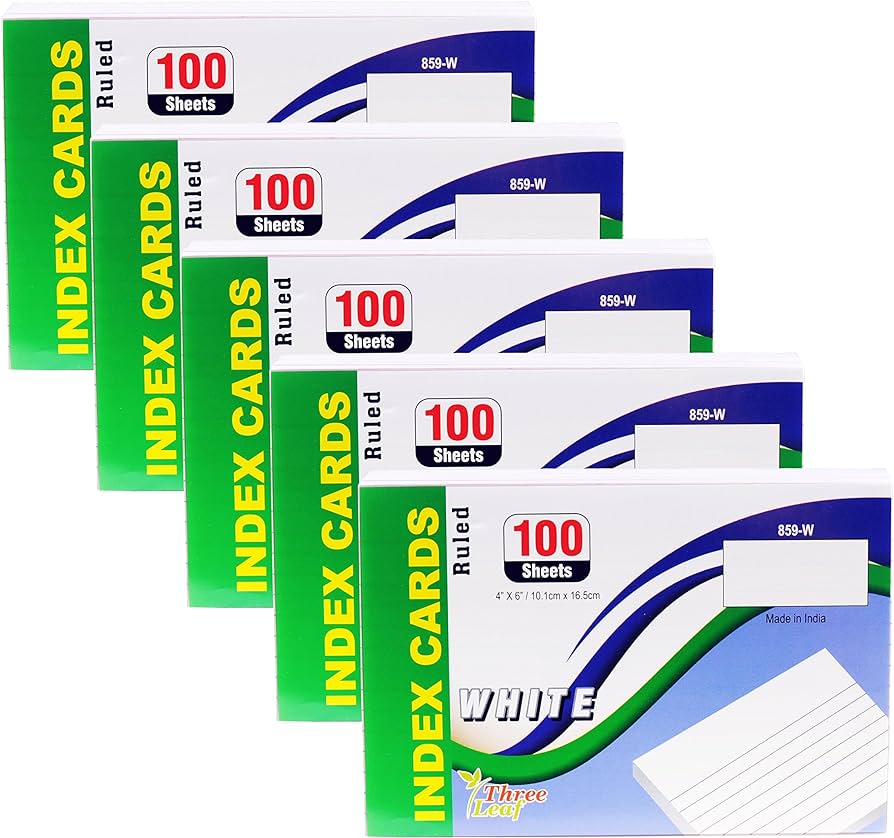 INDEX CARDS
Ruled
100
Sheets
859-W
INDEX CARDS
Ruled
100
Sheets
859-W
INDEX CARDS
Ruled
100
Sheets
859-W
INDEX CARDS
Ruled
100
Sheets
859-W
INDEX CARDS
Ruled
100
Sheets
859-W
4" X 6" / 10.1cm x 16.5cm
Made in India
WHITE
Three
Leaf